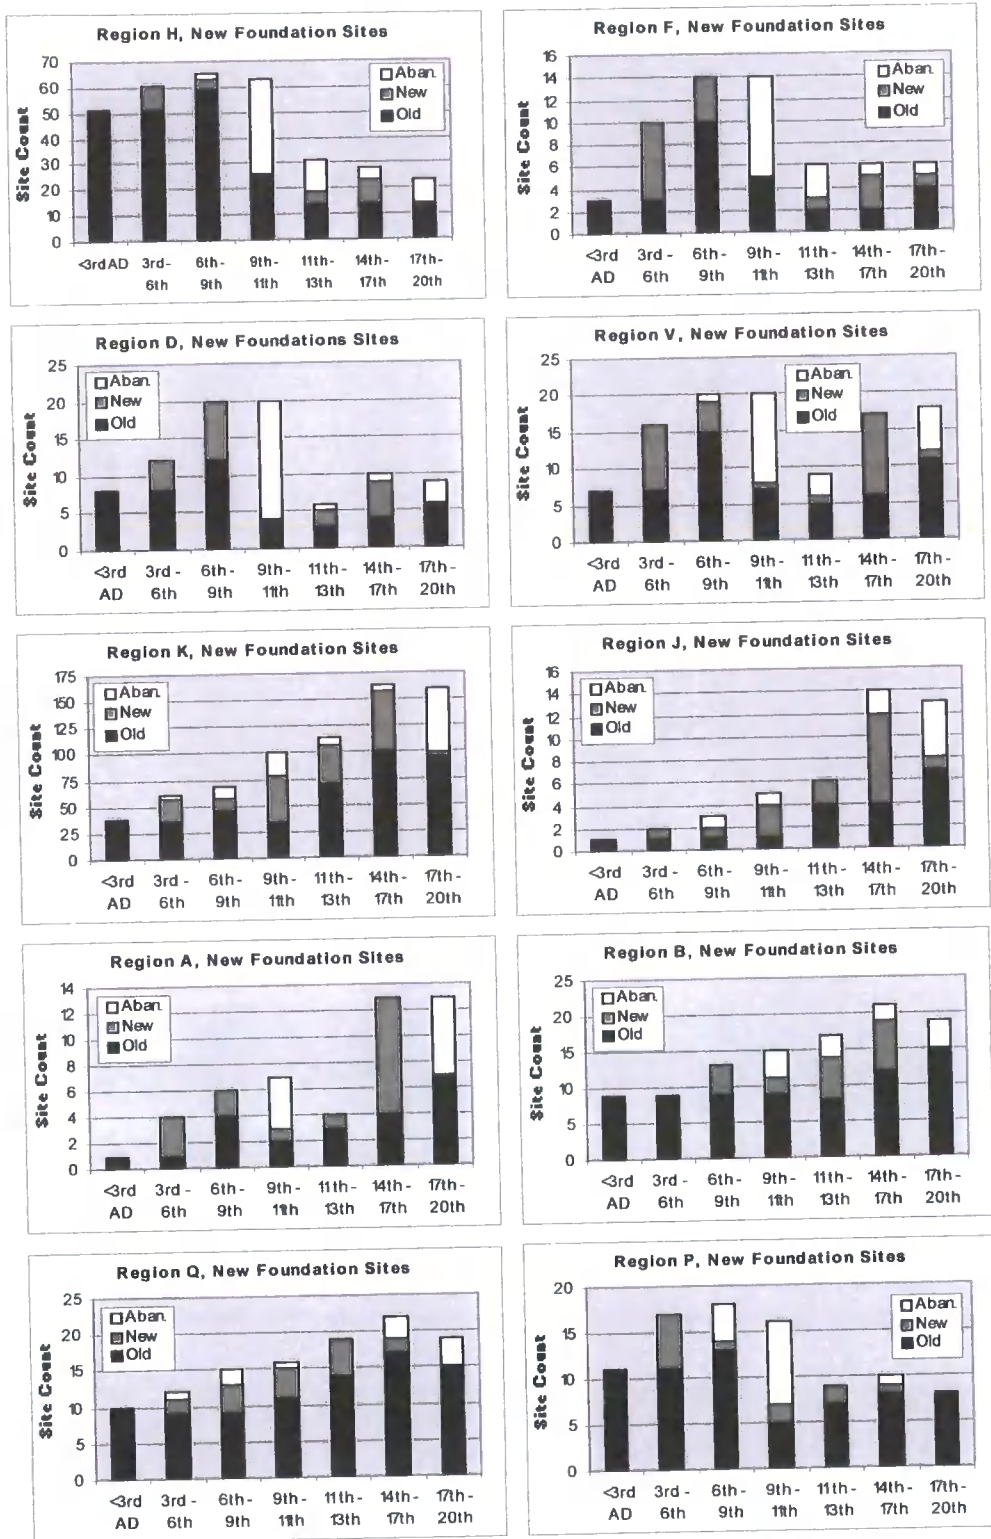 Region H, New Foundation Sites
Site Count
70
60
50
40
30
20
10
0
Aban.
New
Old
<3rd AD 3rd - 6th- 9th- 11th- 14th- 17th-
6th 9th 11th 13th 17th 20th
Region F, New Foundation Sites
Site Count
16
14
12
10
8
6
4
2
0
Aban.
New
Old
<3rd 3rd - 6th- 9th- 11th- 14th- 17th-
AD 6th 9th 11th 13th 17th 20th
Region D, New Foundations Sites
Site Count
25
20
15
10
5
0
Aban.
New
Old
<3rd 3rd - 6th- 9th- 11th- 14th- 17th-
AD 6th 9th 11th 13th 17th 20th
Region V, New Foundation Sites
Site Count
25
20
15
10
5
0
Aban.
New
Old
<3rd 3rd - 6th- 9th- 11th- 14th- 17th-
AD 6th 9th 11th 13th 17th 20th
Region K, New Foundation Sites
Site Count
175
150
125
100
75
50
25
0
Aban.
New
Old
<3rd 3rd - 6th- 9th- 11th- 14th- 17th-
AD 6th 9th 11th 13th 17th 20th
Region J, New Foundation Sites
Site Count
16
14
12
10
8
6
4
2
0
Aban.
New
Old
<3rd 3rd - 6th- 9th- 11th- 14th- 17th-
AD 6th 9th 11th 13th 17th 20th
Region A, New Foundation Sites
Site Count
14
12
10
8
6
4
2
0
Aban.
New
Old
<3rd 3rd - 6th- 9th- 11th- 14th- 17th-
AD 6th 9th 11th 13th 17th 20th
Region B, New Foundation Sites
Site Count
25
20
15
10
5
0
Aban.
New
Old
<3rd 3rd - 6th- 9th- 11th- 14th- 17th-
AD 6th 9th 11th 13th 17th 20th
Region Q, New Foundation Sites
Site Count
25
20
15
10
5
0
Aban.
New
Old
<3rd 3rd - 6th- 9th- 11th- 14th- 17th-
AD 6th 9th 11th 13th 17th 20th
Region P, New Foundation Sites
Site Count
20
15
10
5
0
Aban.
New
Old
<3rd 3rd - 6th- 9th- 11th- 14th- 17th-
AD 6th 9th 11th 13th 17th 20th